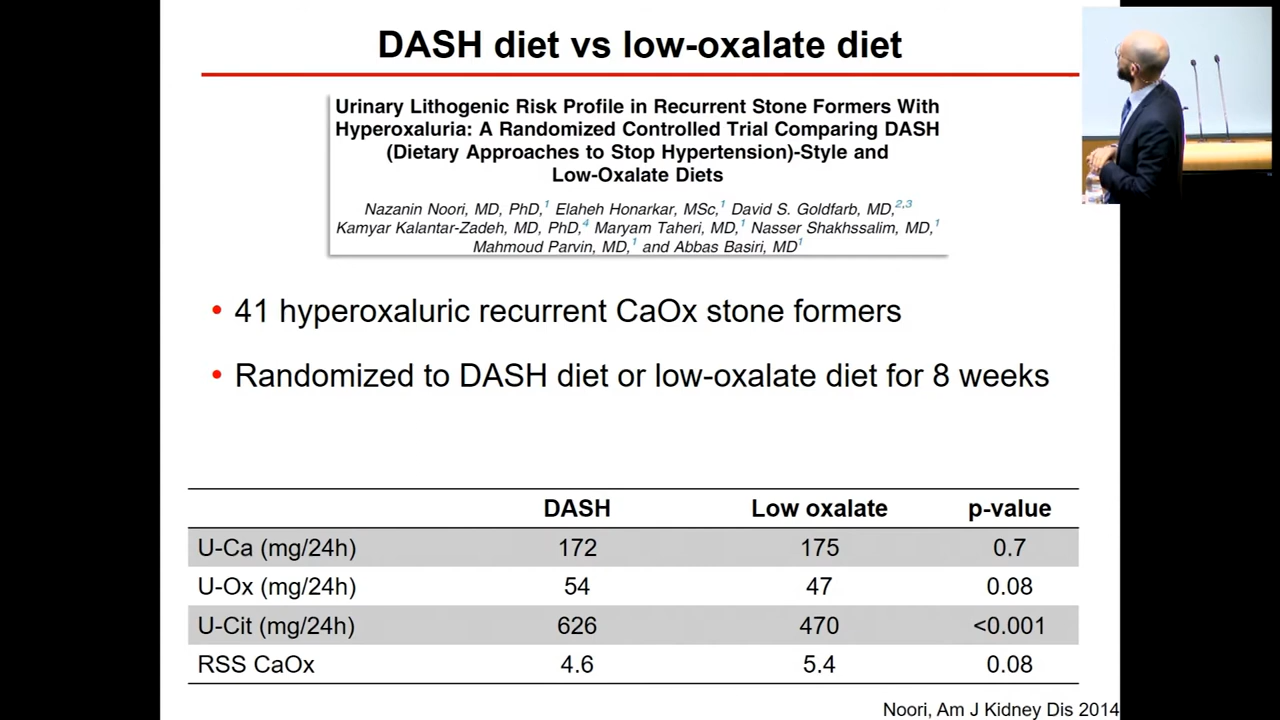 DASH diet vs low-oxalate diet
Urinary Lithogenic Risk Profile in Recurrent Stone Formers With
Hyperoxaluria: A Randomized Controlled Trial Comparing DASH
(Dietary Approaches to Stop Hypertension)-Style and
Low-Oxalate Diets
Nazanin Noori, MD, PhD,¹ Elaheh Honarkar, MSc,¹ David S. Goldfarb, MD,²,³
Kamyar Kalantar-Zadeh, MD, PhD,⁴ Maryam Taheri, MD,¹ Nasser Shakhssalim, MD,¹
Mahmoud Parvin, MD,¹ and Abbas Basiri, MD¹
• 41 hyperoxaluric recurrent CaOx stone formers
• Randomized to DASH diet or low-oxalate diet for 8 weeks
DASH Low oxalate p-value
U-Ca (mg/24h) 172 175 0.7
U-Ox (mg/24h) 54 47 0.08
U-Cit (mg/24h) 626 470 <0.001
RSS CaOx 4.6 5.4 0.08
Noori, Am J Kidney Dis 2014